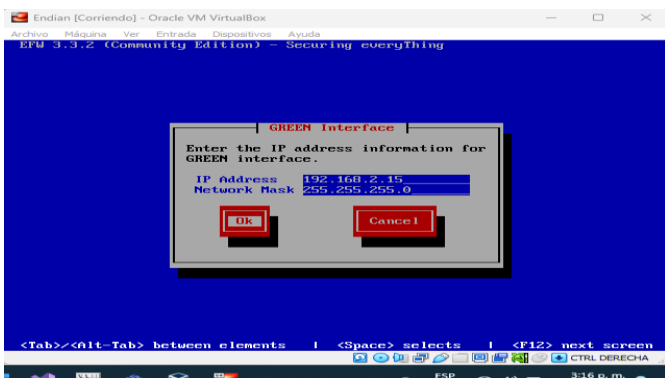 Endian [Corriendo] - Oracle VM VirtualBox
Archivo Máquina Ver Entrada Dispositivos Ayuda
EFW 3.3.2 (Community Edition) - Securing everyThing
GREEN Interface
Enter the IP address information for
GREEN interface.
IP Address 192.168.2.15
Network Mask 255.255.255.0
Ok Cancel
<Tab>/<Alt-Tab> between elements | <Space> selects | <F12> next screen
CTRL DERECHA
ESP 3:16 p. m.